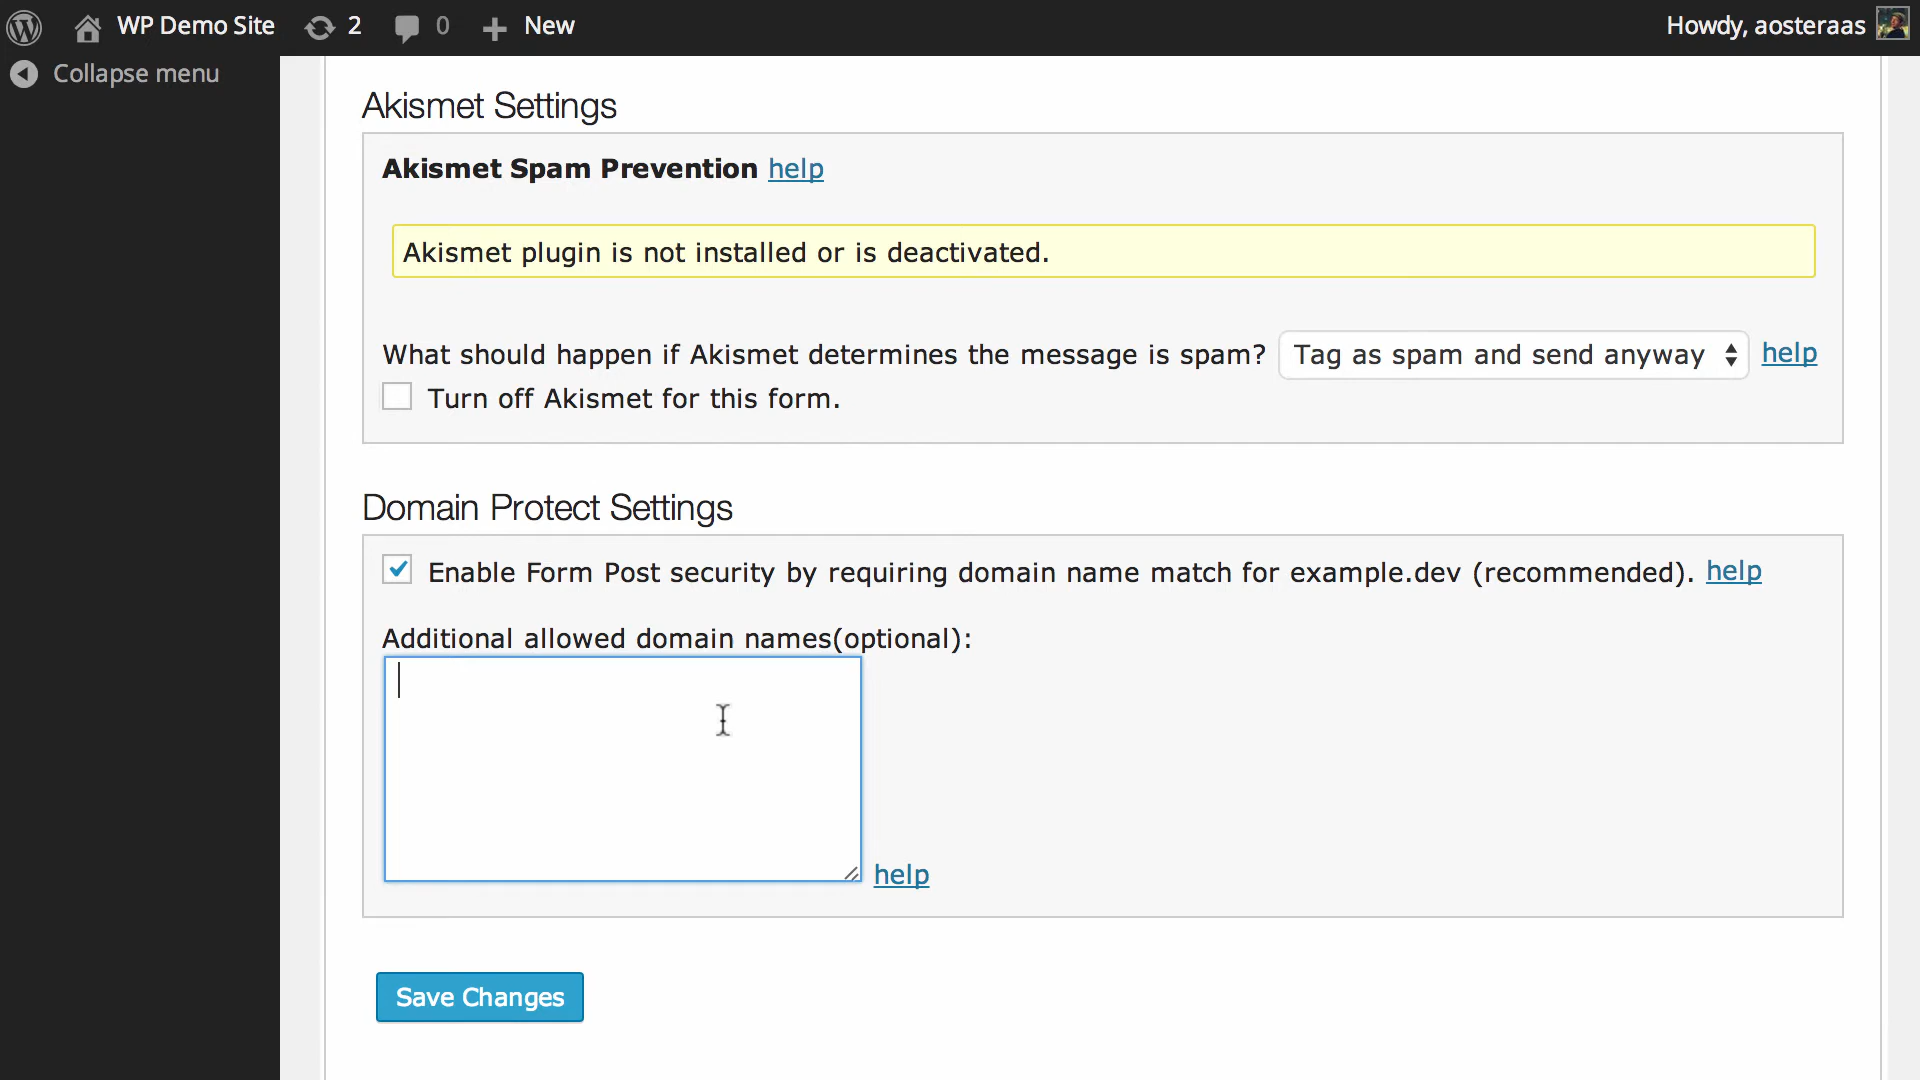 WP Demo Site 2 0 New Howdy, aosteraas
Collapse menu
Akismet Settings
Akismet Spam Prevention help
Akismet plugin is not installed or is deactivated.
What should happen if Akismet determines the message is spam? Tag as spam and send anyway help
Turn off Akismet for this form.
Domain Protect Settings
Enable Form Post security by requiring domain name match for example.dev (recommended). help
Additional allowed domain names(optional):
help
Save Changes